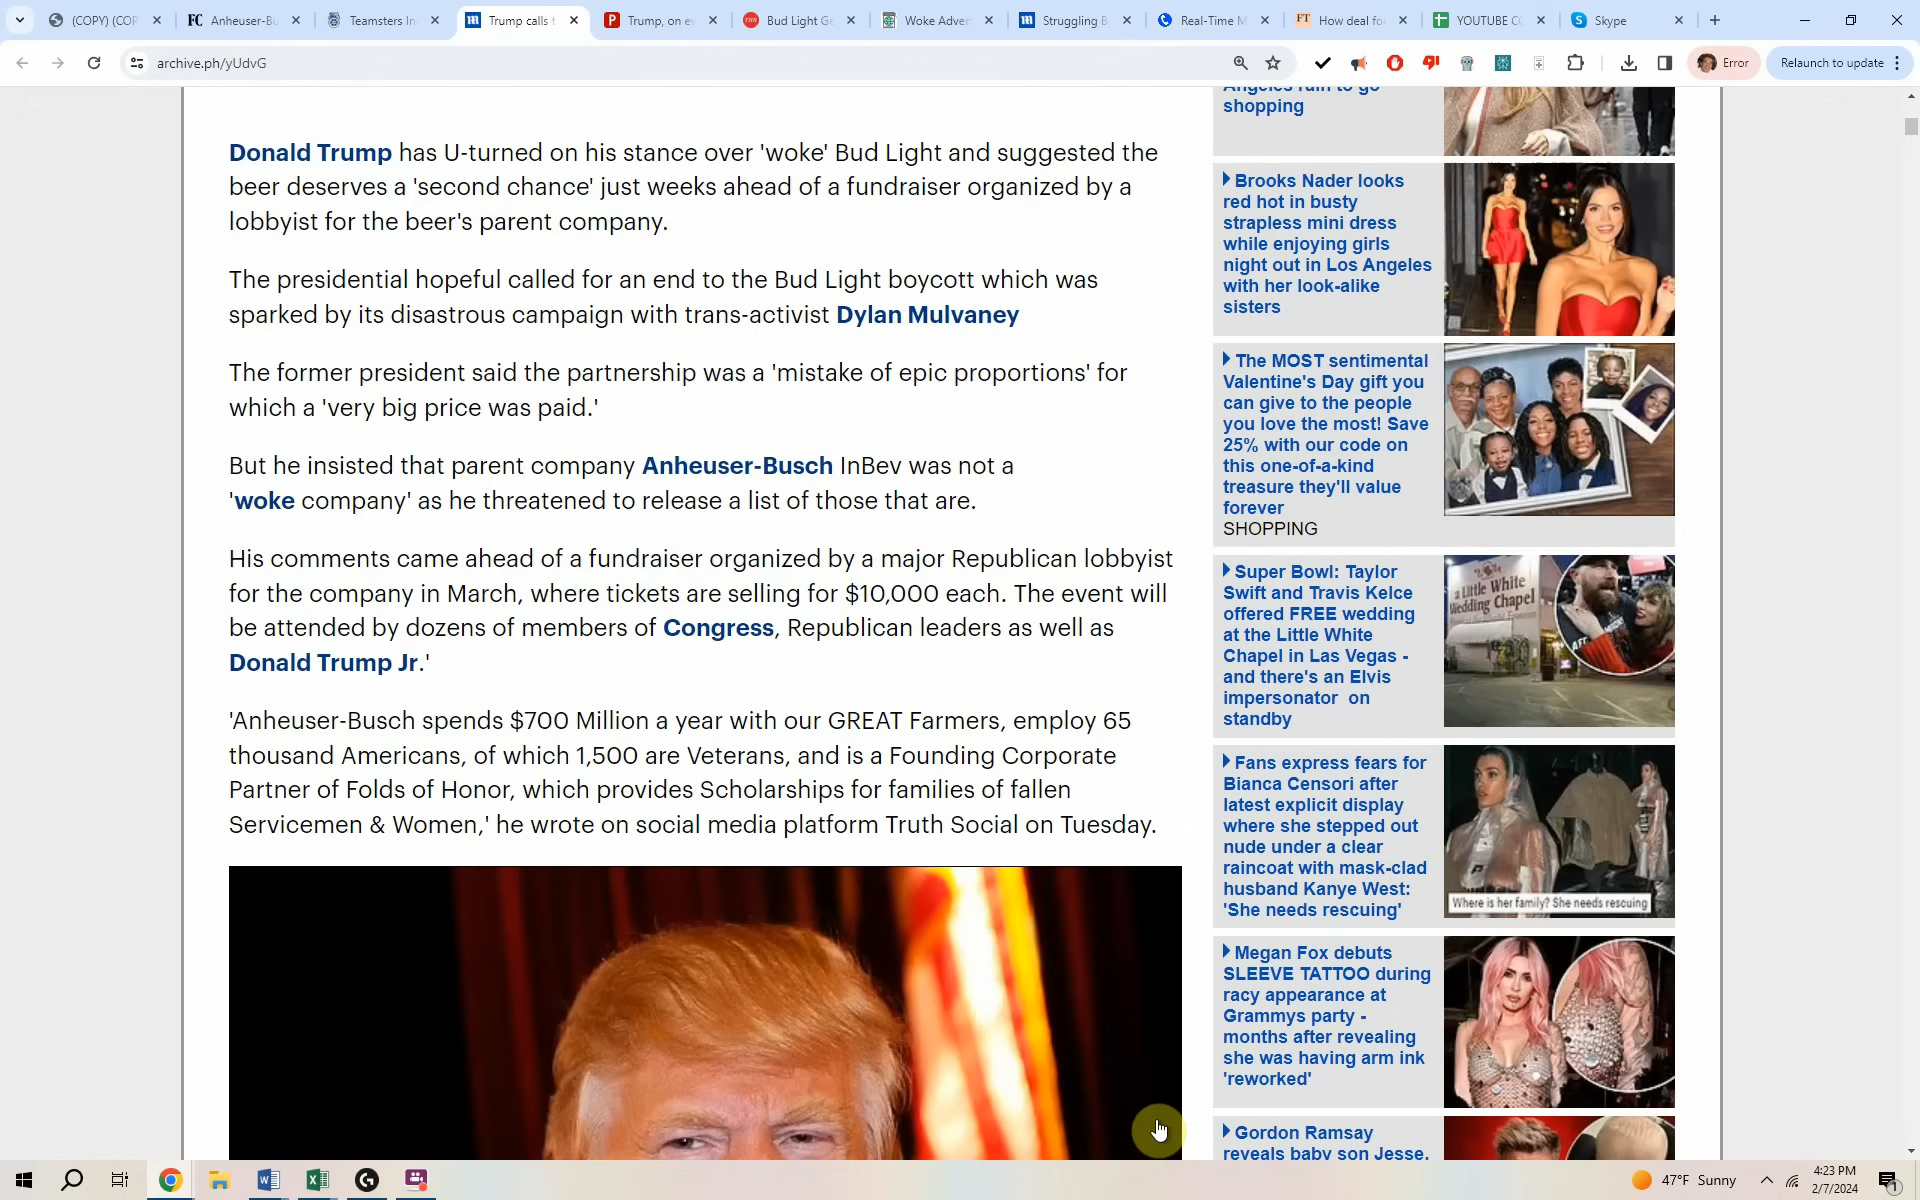 (COPY) (COP
Anheuser-Bu
Teamsters In
Trump calls t
Trump, on ev
Bud Light Ge
Woke Adver
Struggling B
Real-Time M
How deal fo
YOUTUBE CO
Skype
archive.ph/yUdvG
Error
Relaunch to update
Donald Trump has U-turned on his stance over 'woke' Bud Light and suggested the
beer deserves a 'second chance' just weeks ahead of a fundraiser organized by a
lobbyist for the beer's parent company.
The presidential hopeful called for an end to the Bud Light boycott which was
sparked by its disastrous campaign with trans-activist Dylan Mulvaney
The former president said the partnership was a 'mistake of epic proportions' for
which a 'very big price was paid.'
But he insisted that parent company Anheuser-Busch InBev was not a
'woke company' as he threatened to release a list of those that are.
His comments came ahead of a fundraiser organized by a major Republican lobbyist
for the company in March, where tickets are selling for $10,000 each. The event will
be attended by dozens of members of Congress, Republican leaders as well as
Donald Trump Jr.'
'Anheuser-Busch spends $700 Million a year with our GREAT Farmers, employ 65
thousand Americans, of which 1,500 are Veterans, and is a Founding Corporate
Partner of Folds of Honor, which provides Scholarships for families of fallen
Servicemen & Women,' he wrote on social media platform Truth Social on Tuesday.
Angeles rain to go
shopping
Brooks Nader looks
red hot in busty
strapless mini dress
while enjoying girls
night out in Los Angeles
with her look-alike
sisters
The MOST sentimental
Valentine's Day gift you
can give to the people
you love the most! Save
25% with our code on
this one-of-a-kind
treasure they'll value
forever
SHOPPING
Super Bowl: Taylor
Swift and Travis Kelce
offered FREE wedding
at the Little White
Chapel in Las Vegas -
and there's an Elvis
impersonator on
standby
a Little White
Wedding Chapel
Fans express fears for
Bianca Censori after
latest explicit display
where she stepped out
nude under a clear
raincoat with mask-clad
husband Kanye West:
'She needs rescuing'
Where is her family? She needs rescuing
Megan Fox debuts
SLEEVE TATTOO during
racy appearance at
Grammys party -
months after revealing
she was having arm ink
'reworked'
Gordon Ramsay
reveals baby son Jesse,
47°F Sunny
4:23 PM
2/7/2024